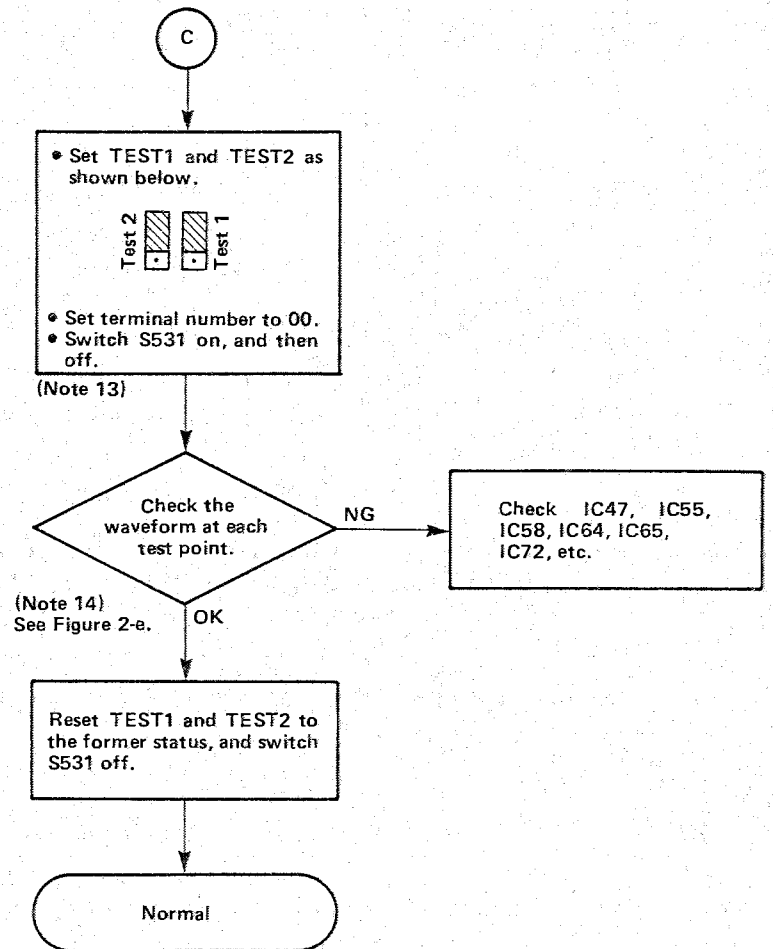 C
• Set TEST1 and TEST2 as
shown below.
Test 2
Test 1
• Set terminal number to 00.
• Switch S531 on, and then
off.
(Note 13)
Check the
waveform at each
test point.
NG
Check IC47, IC55,
IC58, IC64, IC65,
IC72, etc.
(Note 14)
See Figure 2-e.
OK
Reset TEST1 and TEST2 to
the former status, and switch
S531 off.
Normal